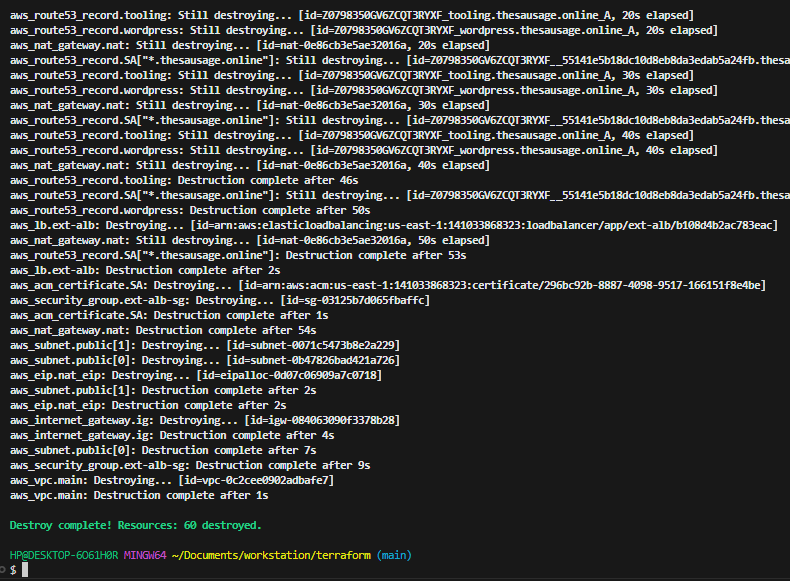 aws_route53_record.tooling: Still destroying... [id=Z0798350GV6ZCQT3RYXF_tooling.thesausage.online_A, 20s elapsed]
aws_route53_record.wordpress: Still destroying... [id=Z0798350GV6ZCQT3RYXF_wordpress.thesausage.online_A, 20s elapsed]
aws_nat_gateway.nat: Still destroying... [id=nat-0e86cb3e5ae32016a, 20s elapsed]
aws_route53_record.SA["*.thesausage.online"]: Still destroying... [id=Z0798350GV6ZCQT3RYXF__55141e5b18dc10d8eb8da3edab5a24fb.thesa
aws_route53_record.tooling: Still destroying... [id=Z0798350GV6ZCQT3RYXF_tooling.thesausage.online_A, 30s elapsed]
aws_route53_record.wordpress: Still destroying... [id=Z0798350GV6ZCQT3RYXF_wordpress.thesausage.online_A, 30s elapsed]
aws_nat_gateway.nat: Still destroying... [id=nat-0e86cb3e5ae32016a, 30s elapsed]
aws_route53_record.SA["*.thesausage.online"]: Still destroying... [id=Z0798350GV6ZCQT3RYXF__55141e5b18dc10d8eb8da3edab5a24fb.thesa
aws_route53_record.tooling: Still destroying... [id=Z0798350GV6ZCQT3RYXF_tooling.thesausage.online_A, 40s elapsed]
aws_route53_record.wordpress: Still destroying... [id=Z0798350GV6ZCQT3RYXF_wordpress.thesausage.online_A, 40s elapsed]
aws_nat_gateway.nat: Still destroying... [id=nat-0e86cb3e5ae32016a, 40s elapsed]
aws_route53_record.tooling: Destruction complete after 46s
aws_route53_record.SA["*.thesausage.online"]: Still destroying... [id=Z0798350GV6ZCQT3RYXF__55141e5b18dc10d8eb8da3edab5a24fb.thesa
aws_route53_record.wordpress: Destruction complete after 50s
aws_lb.ext-alb: Destroying... [id=arn:aws:elasticloadbalancing:us-east-1:141033868323:loadbalancer/app/ext-alb/b108d4b2ac783eac]
aws_nat_gateway.nat: Still destroying... [id=nat-0e86cb3e5ae32016a, 50s elapsed]
aws_route53_record.SA["*.thesausage.online"]: Destruction complete after 53s
aws_lb.ext-alb: Destruction complete after 2s
aws_acm_certificate.SA: Destroying... [id=arn:aws:acm:us-east-1:141033868323:certificate/296bc92b-8887-4098-9517-166151f8e4be]
aws_security_group.ext-alb-sg: Destroying... [id=sg-03125b7d065fbaffc]
aws_acm_certificate.SA: Destruction complete after 1s
aws_nat_gateway.nat: Destruction complete after 54s
aws_subnet.public[1]: Destroying... [id=subnet-0071c5473b8e2a229]
aws_subnet.public[0]: Destroying... [id=subnet-0b47826bad421a726]
aws_eip.nat_eip: Destroying... [id=eipalloc-0d07c06909a7c0718]
aws_subnet.public[1]: Destruction complete after 2s
aws_eip.nat_eip: Destruction complete after 2s
aws_internet_gateway.ig: Destroying... [id=igw-084063090f3378b28]
aws_internet_gateway.ig: Destruction complete after 4s
aws_subnet.public[0]: Destruction complete after 7s
aws_security_group.ext-alb-sg: Destruction complete after 9s
aws_vpc.main: Destroying... [id=vpc-0c2cee0902adbafe7]
aws_vpc.main: Destruction complete after 1s
Destroy complete! Resources: 60 destroyed.
HP@DESKTOP-6O61H0R MINGW64 ~/Documents/workstation/terraform (main)
$